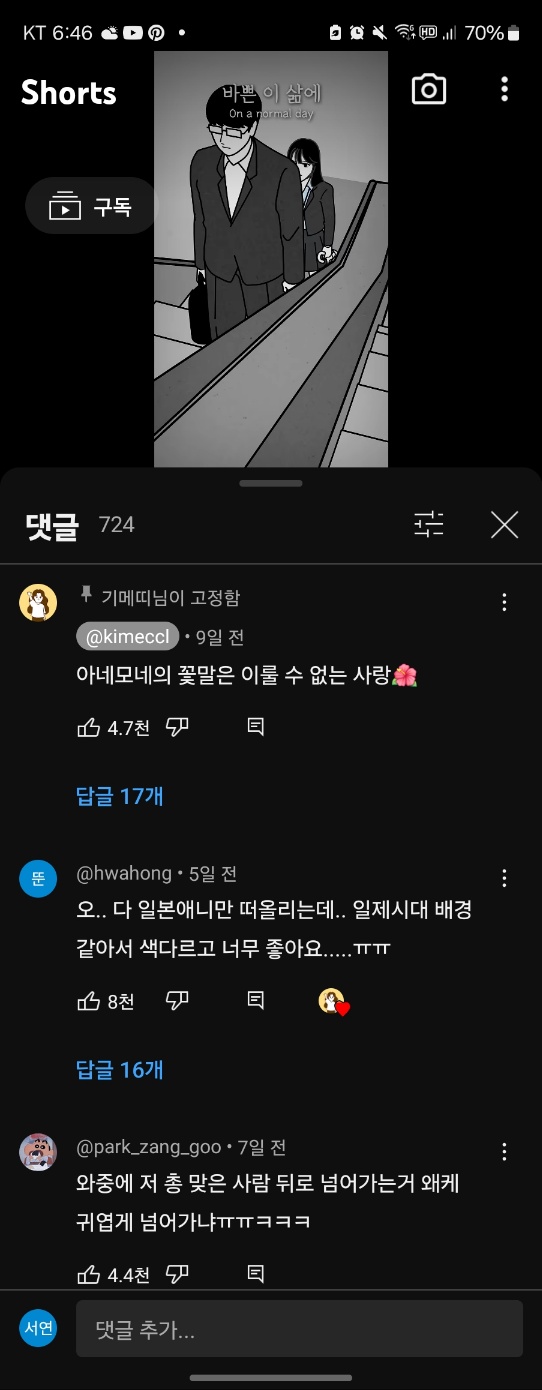 KT 6:46
HD
70%
Shorts
바쁜 이 삶에
On a normal day
구독
댓글 724
기메띠님이 고정함
@kimeccl • 9일 전
아네모네의 꽃말은 이룰 수 없는 사랑🌺
4.7천
답글 17개
뚠
@hwahong • 5일 전
오.. 다 일본애니만 떠올리는데.. 일제시대 배경
같아서 색다르고 너무 좋아요.....ㅠㅠ
8천
답글 16개
@park_zang_goo • 7일 전
와중에 저 총 맞은 사람 뒤로 넘어가는거 왜케
귀엽게 넘어가냐ㅠㅠㅋㅋㅋ
4.4천
서연
댓글 추가...